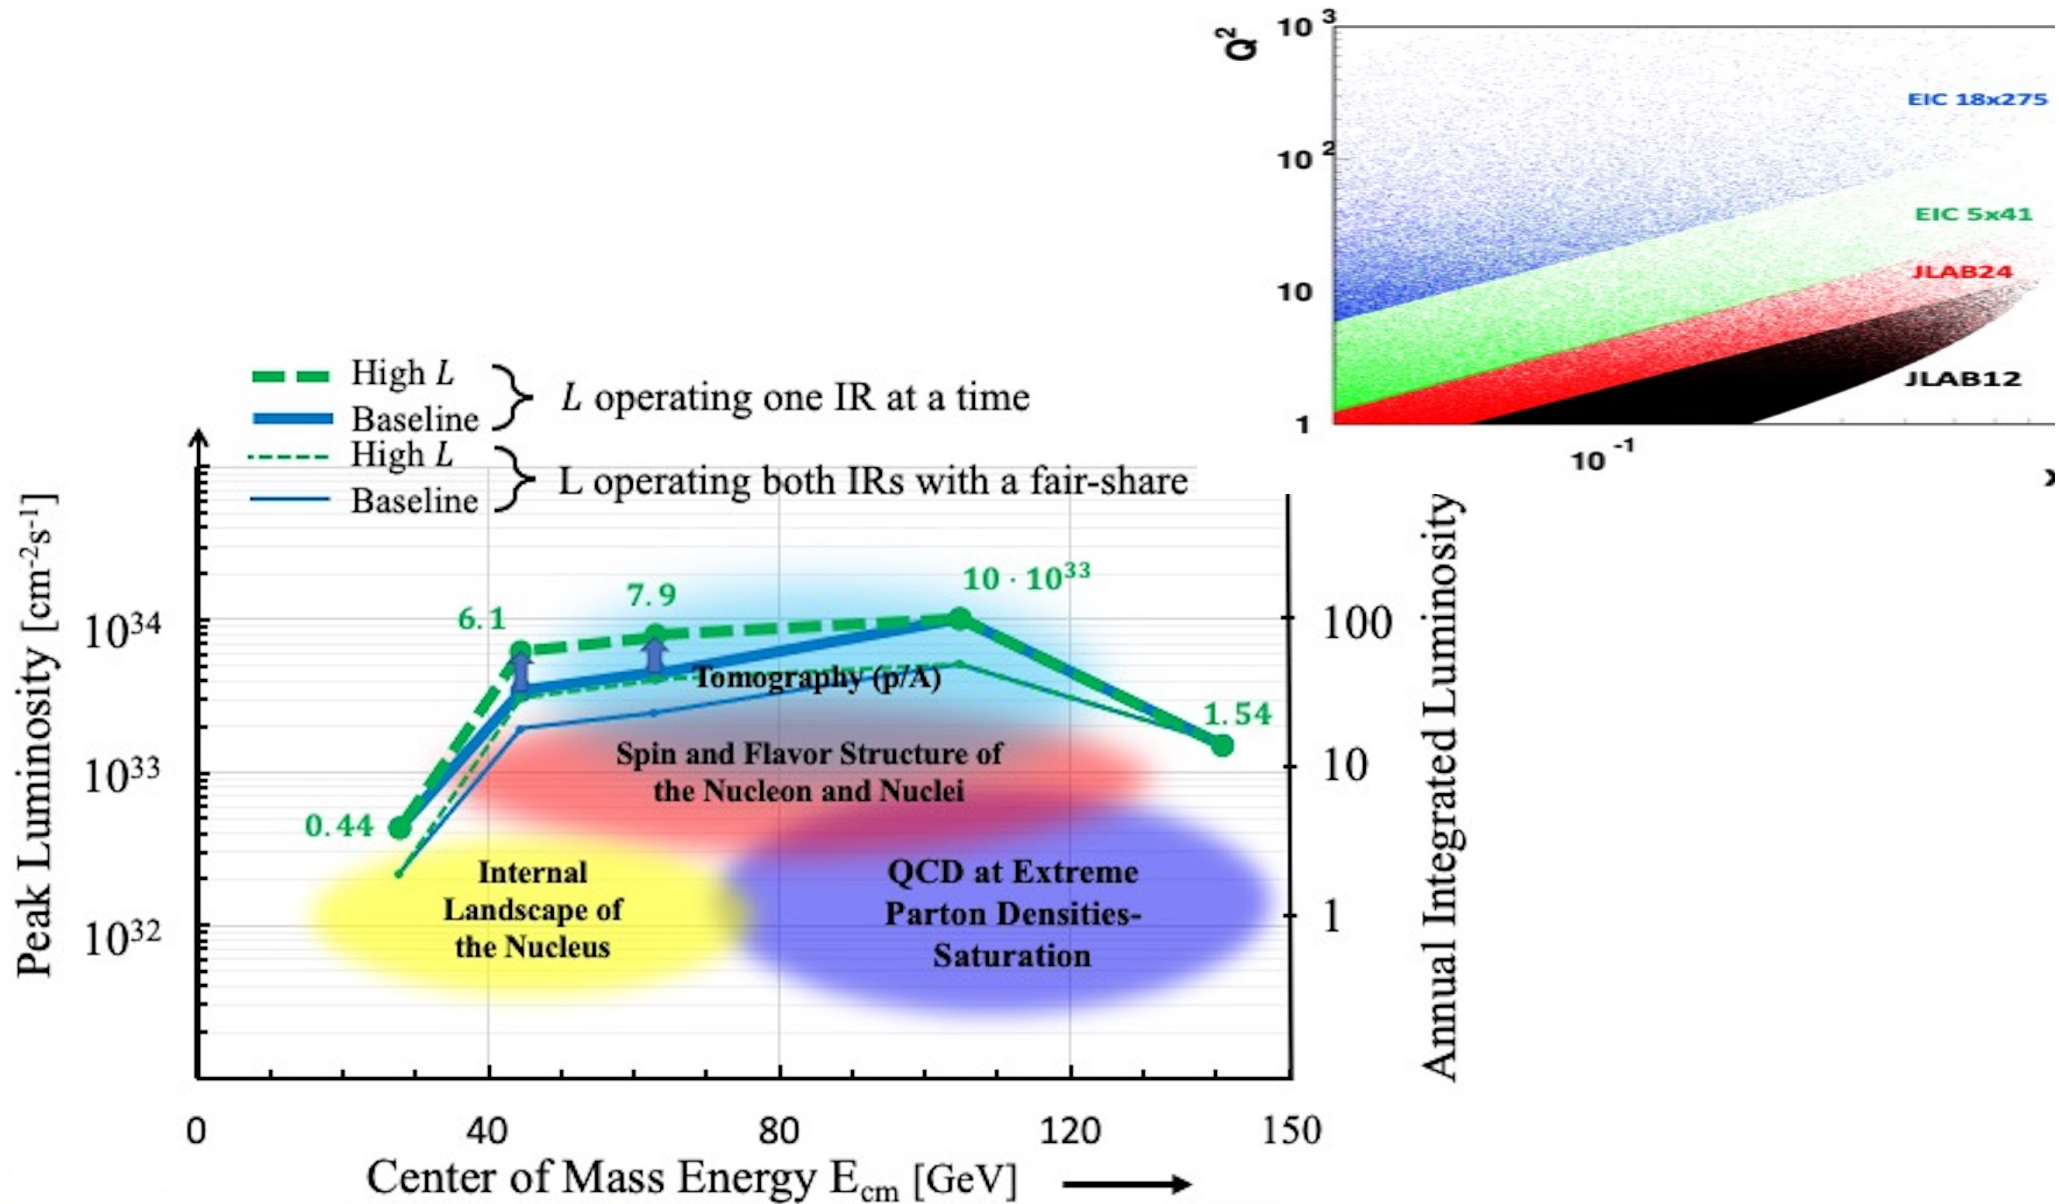 10³
Q²
EIC 18x275
10²
EIC 5x41
JLAB24
10
JLAB12
1
10⁻¹
x
High L
Baseline
L operating one IR at a time
High L
Baseline
L operating both IRs with a fair-share
Peak Luminosity [cm⁻²s⁻¹]
10³⁴
10³³
10³²
6.1
7.9
10 · 10³³
1.54
0.44
Tomography (p/A)
Spin and Flavor Structure of
the Nucleon and Nuclei
Internal
Landscape of
the Nucleus
QCD at Extreme
Parton Densities-
Saturation
100
10
1
Annual Integrated Luminosity
0 40 80 120 150
Center of Mass Energy E_cm [GeV]